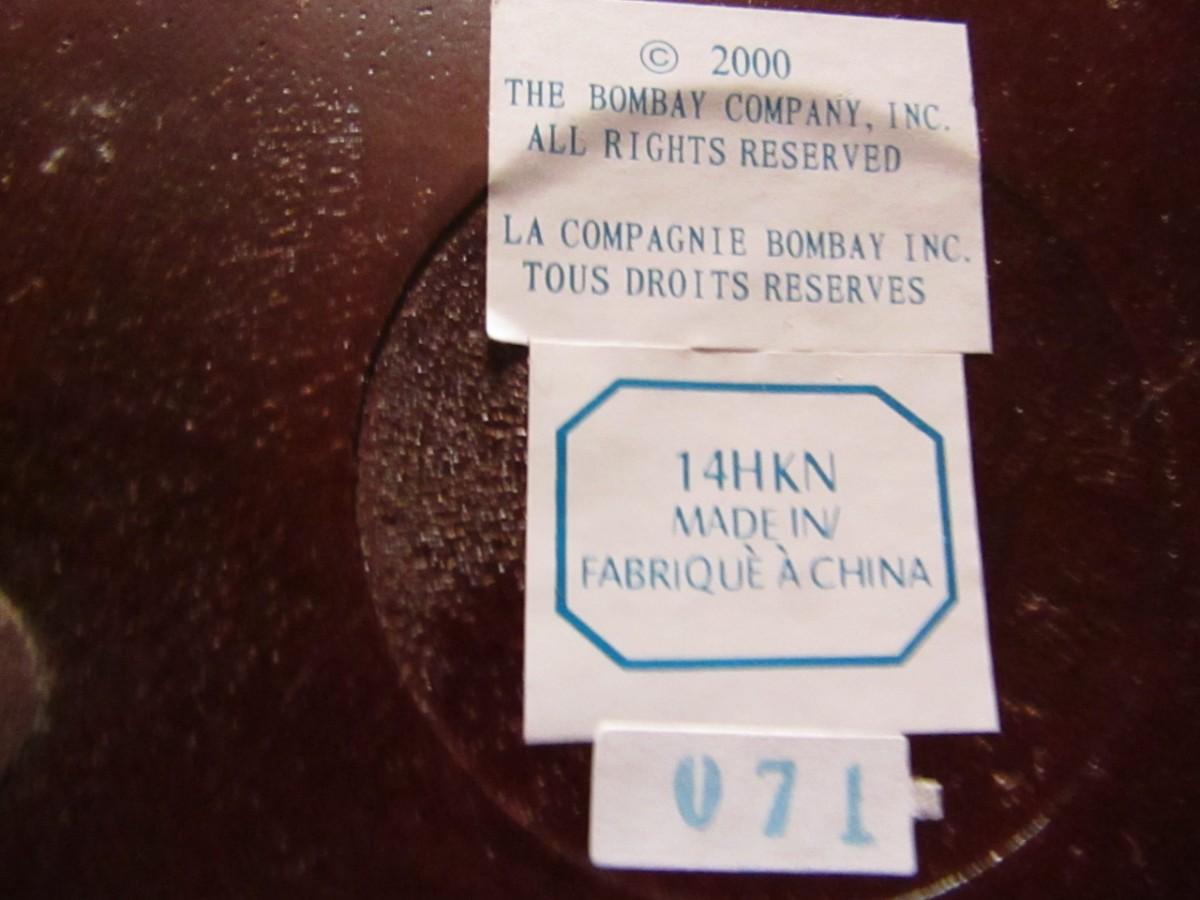 © 2000
THE BOMBAY COMPANY, INC.
ALL RIGHTS RESERVED
LA COMPAGNIE BOMBAY INC.
TOUS DROITS RESERVES
14HKN
MADE IN/
FABRIQUÈ À CHINA
071